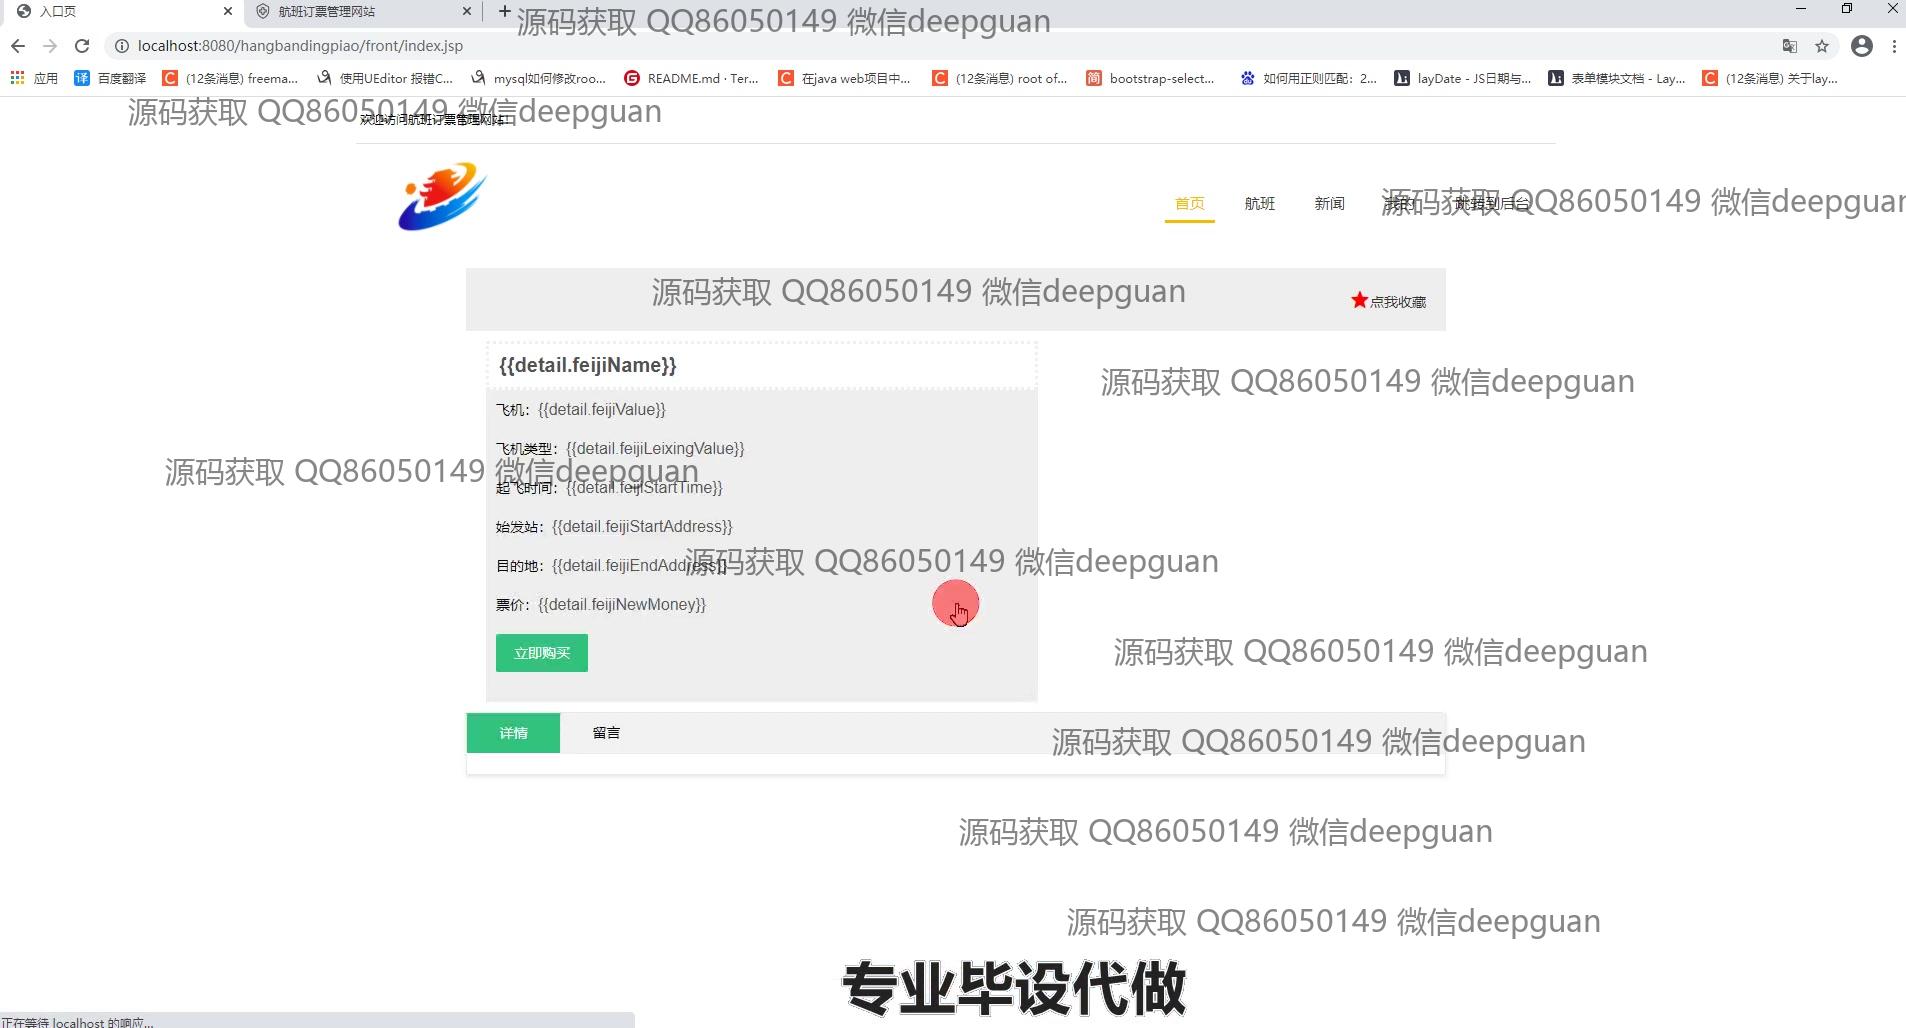 入口页
航班订票管理网站
源码获取 QQ86050149 微信deepguan
localhost:8080/hangbandingpiao/front/index.jsp
应用
百度翻译
(12条消息) freema...
使用UEditor 报错C...
mysql如何修改roo...
README.md · Ter...
在java web项目中...
(12条消息) root of...
bootstrap-select...
如何用正则匹配：2...
layDate - JS日期与...
表单模块文档 - Lay...
(12条消息) 关于lay...
源码获取 QQ86050149 微信deepguan
欢迎访问航班订票管理网站!
首页
航班
新闻
我的
跳转到后台
源码获取 QQ86050149 微信deepguan
源码获取 QQ86050149 微信deepguan
点我收藏
{{detail.feijiName}}
源码获取 QQ86050149 微信deepguan
飞机：{{detail.feijiValue}}
飞机类型：{{detail.feijiLeixingValue}}
源码获取 QQ86050149 微信deepguan
起飞时间：{{detail.feijiStartTime}}
始发站：{{detail.feijiStartAddress}}
目的地：{{detail.feijiEndAddress}}
源码获取 QQ86050149 微信deepguan
票价：{{detail.feijiNewMoney}}
立即购买
源码获取 QQ86050149 微信deepguan
详情
留言
源码获取 QQ86050149 微信deepguan
源码获取 QQ86050149 微信deepguan
源码获取 QQ86050149 微信deepguan
专业毕设代做
正在等待 localhost 的响应...